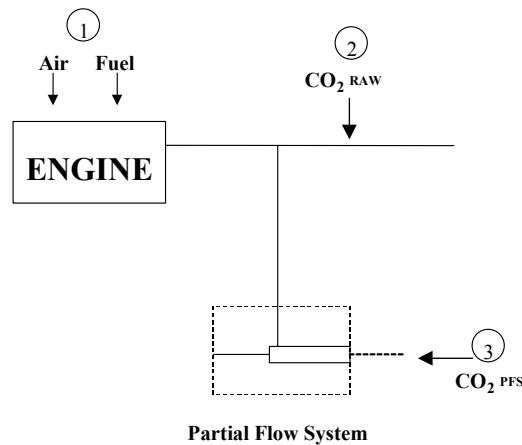 1
Air Fuel
2
CO2 RAW
ENGINE
3
CO2 PFS
Partial Flow System